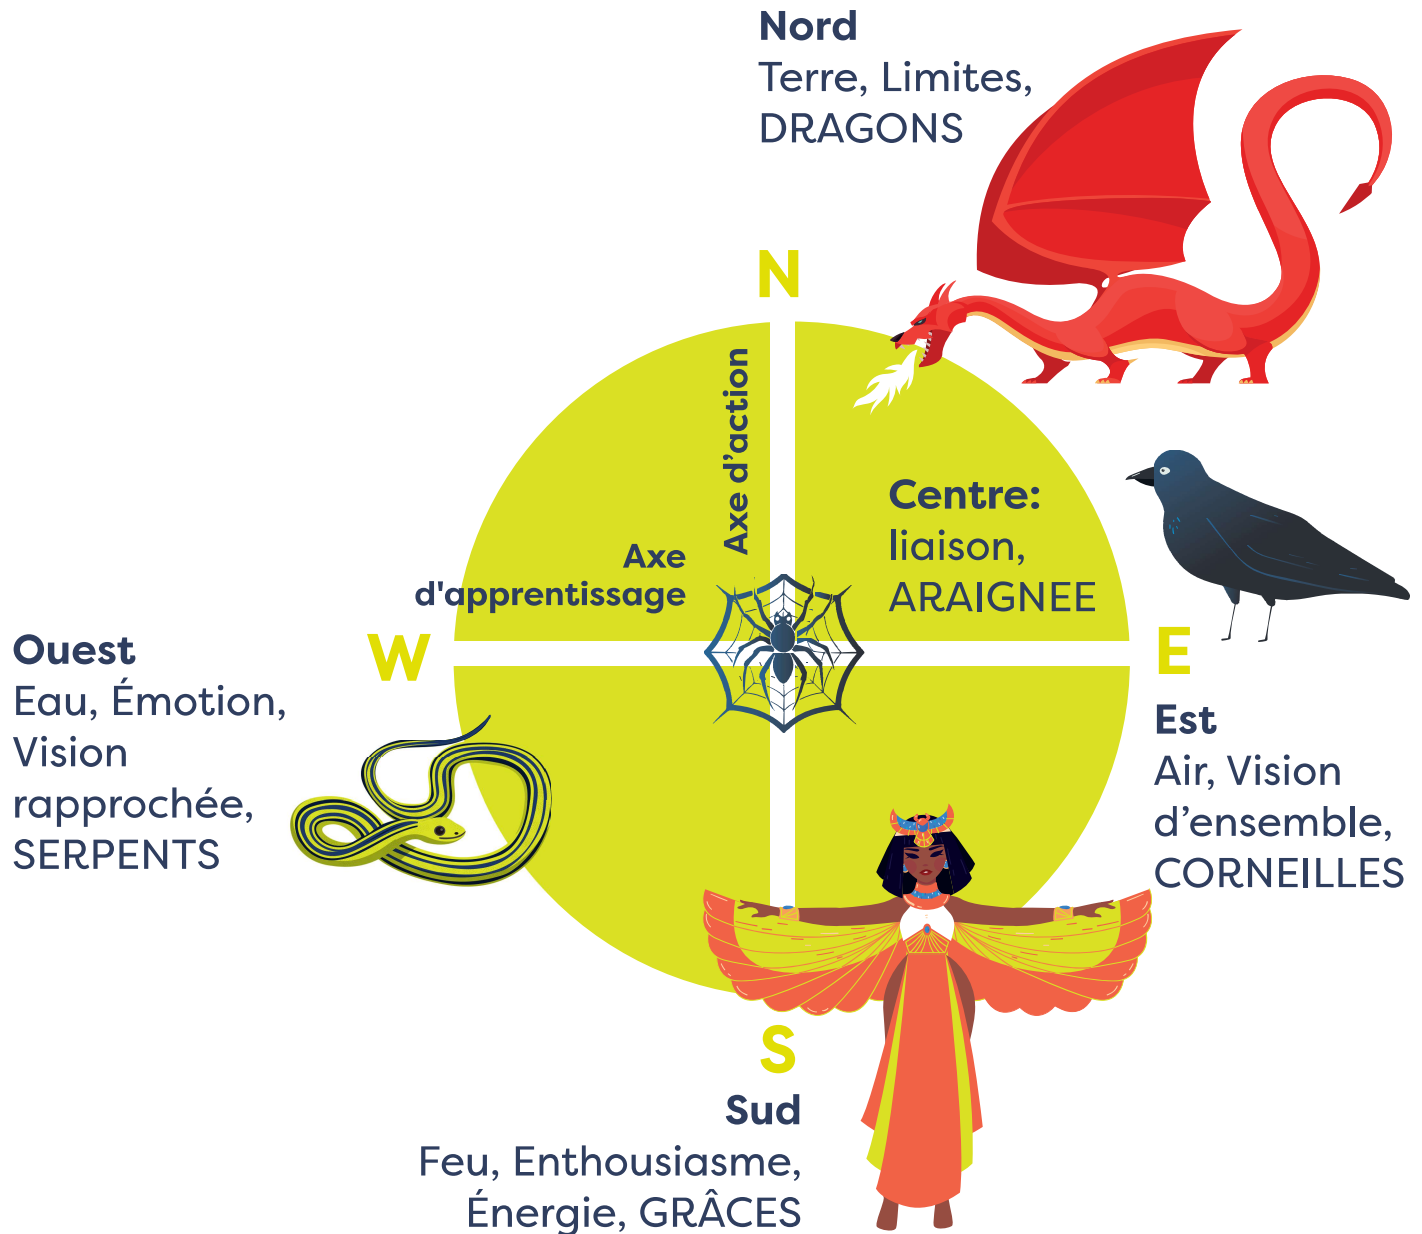 Nord
Terre, Limites,
DRAGONS
N
Axe d'action
Centre:
liaison,
ARAIGNEE
Axe
d'apprentissage
W
E
Ouest
Eau, Émotion,
Vision
rapprochée,
SERPENTS
Est
Air, Vision
d'ensemble,
CORNEILLES
S
Sud
Feu, Enthousiasme,
Énergie, GRÂCES